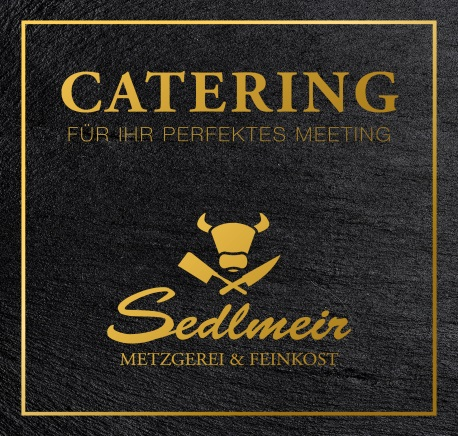 CATERING
FÜR IHR PERFEKTES MEETING
Sedlmeir
METZGEREI & FEINKOST